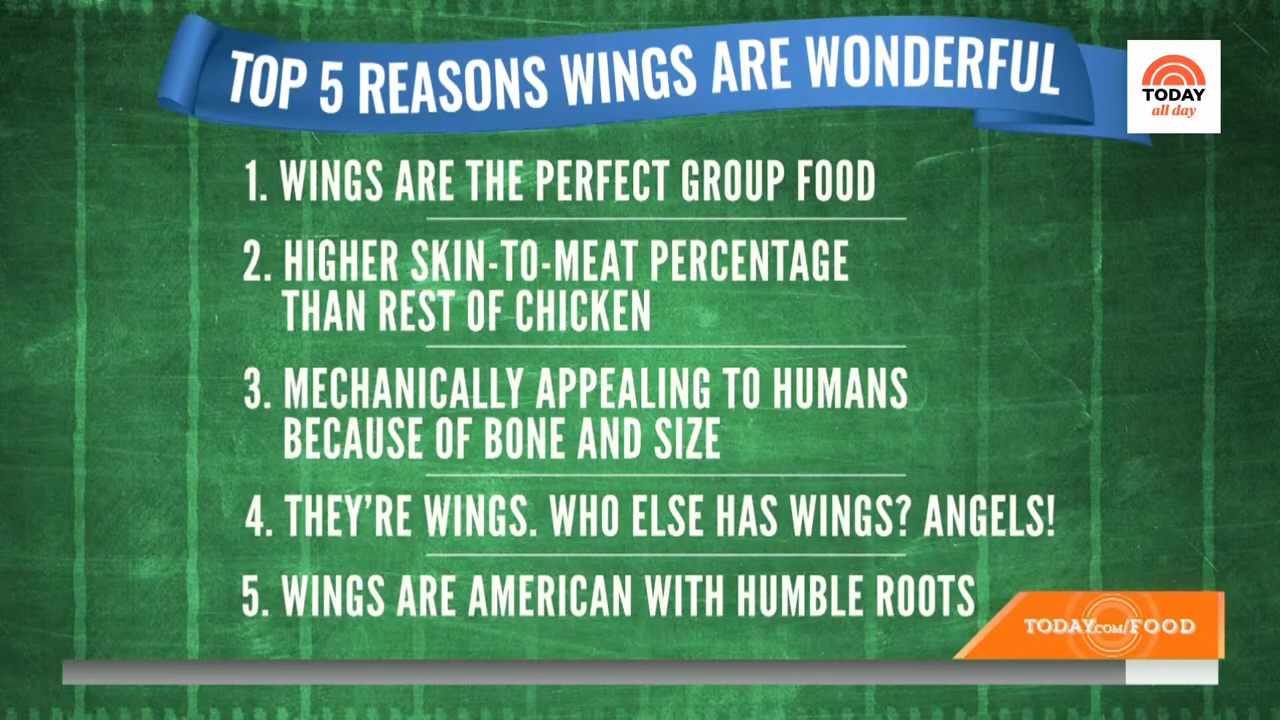 TOP 5 REASONS WINGS ARE WONDERFUL
TODAY
all day
1. WINGS ARE THE PERFECT GROUP FOOD
2. HIGHER SKIN-TO-MEAT PERCENTAGE
THAN REST OF CHICKEN
3. MECHANICALLY APPEALING TO HUMANS
BECAUSE OF BONE AND SIZE
4. THEY'RE WINGS. WHO ELSE HAS WINGS? ANGELS!
5. WINGS ARE AMERICAN WITH HUMBLE ROOTS
TODAY.COM/FOOD